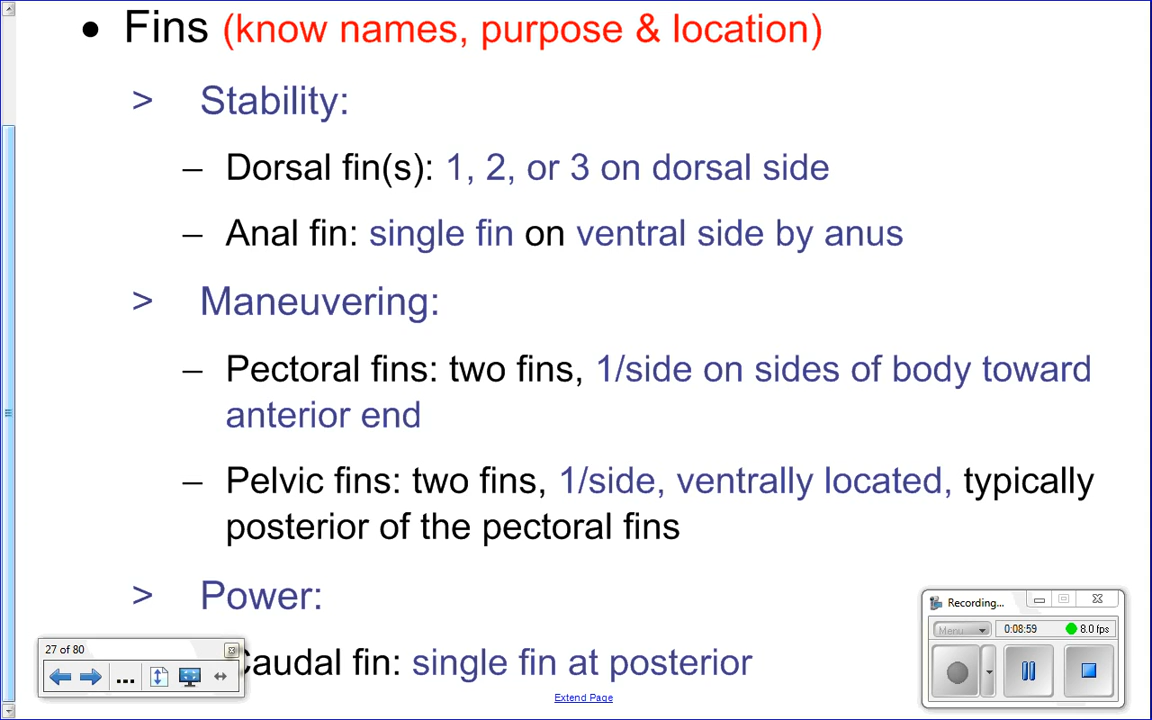 • Fins (know names, purpose & location)
> Stability:
– Dorsal fin(s): 1, 2, or 3 on dorsal side
– Anal fin: single fin on ventral side by anus
> Maneuvering:
– Pectoral fins: two fins, 1/side on sides of body toward
anterior end
– Pelvic fins: two fins, 1/side, ventrally located, typically
posterior of the pectoral fins
> Power:
Caudal fin: single fin at posterior
27 of 80
...
Extend Page
Recording...
Menu
0:08:59
8.0 fps